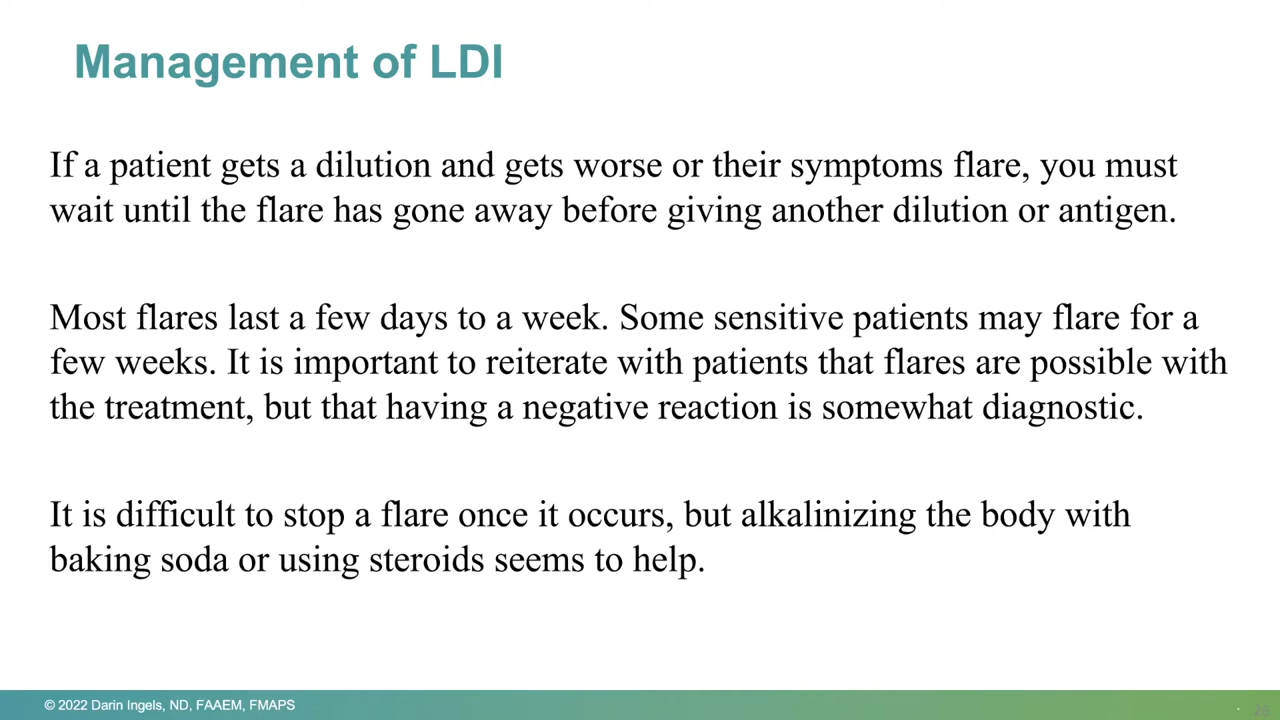 Management of LDI
If a patient gets a dilution and gets worse or their symptoms flare, you must
wait until the flare has gone away before giving another dilution or antigen.
Most flares last a few days to a week. Some sensitive patients may flare for a
few weeks. It is important to reiterate with patients that flares are possible with
the treatment, but that having a negative reaction is somewhat diagnostic.
It is difficult to stop a flare once it occurs, but alkalinizing the body with
baking soda or using steroids seems to help.
© 2022 Darin Ingels, ND, FAAEM, FMAPS
26